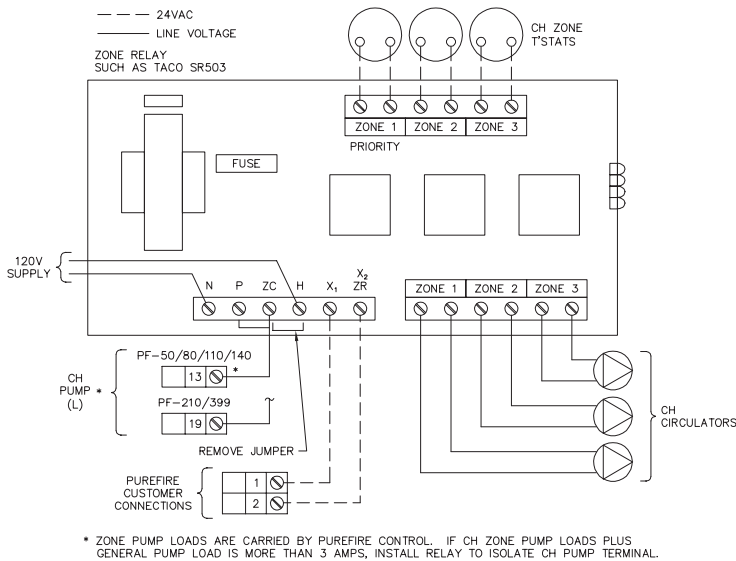 24VAC
LINE VOLTAGE
ZONE RELAY
SUCH AS TACO SR503
CH ZONE
T'STATS
ZONE 1 ZONE 2 ZONE 3
PRIORITY
FUSE
120V
SUPPLY
N P ZC H X₁ X₂
ZR
ZONE 1 ZONE 2 ZONE 3
PF-50/80/110/140
13 *
CH
PUMP *
(L)
PF-210/399
19
REMOVE JUMPER
CH
CIRCULATORS
PUREFIRE
CUSTOMER
CONNECTIONS
1
2
* ZONE PUMP LOADS ARE CARRIED BY PUREFIRE CONTROL. IF CH ZONE PUMP LOADS PLUS
GENERAL PUMP LOAD IS MORE THAN 3 AMPS, INSTALL RELAY TO ISOLATE CH PUMP TERMINAL.